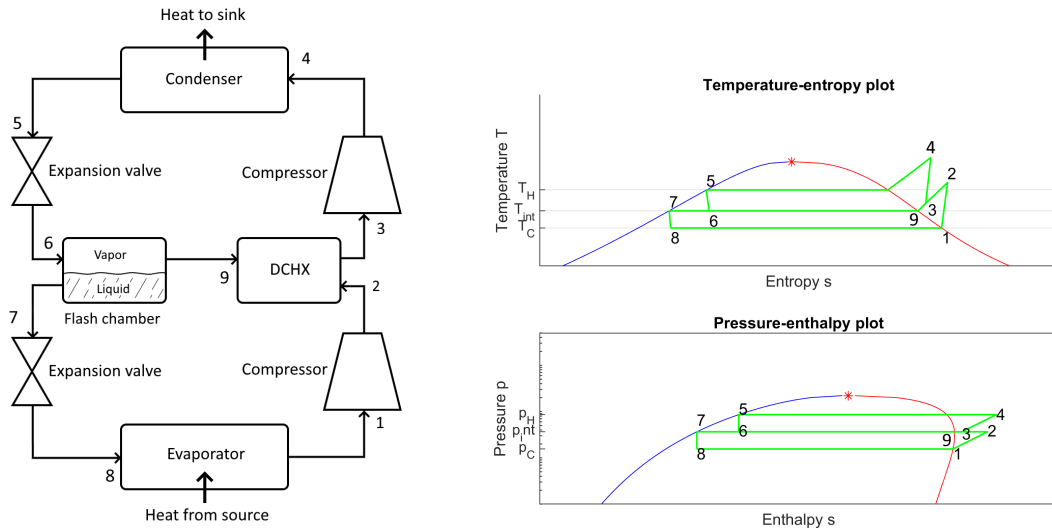 Heat to sink
4
Condenser
5
Expansion valve
Compressor
3
6
Vapor
Liquid
Flash chamber
9
DCHX
2
7
Expansion valve
Compressor
1
Evaporator
8
Heat from source
Temperature-entropy plot
Temperature T
T_H
T_int
T_C
4
2
5
7
3
6
9
8
1
Entropy s
Pressure-enthalpy plot
Pressure p
p_H
p_int
p_C
5
4
7
6
3
2
9
8
1
Enthalpy s